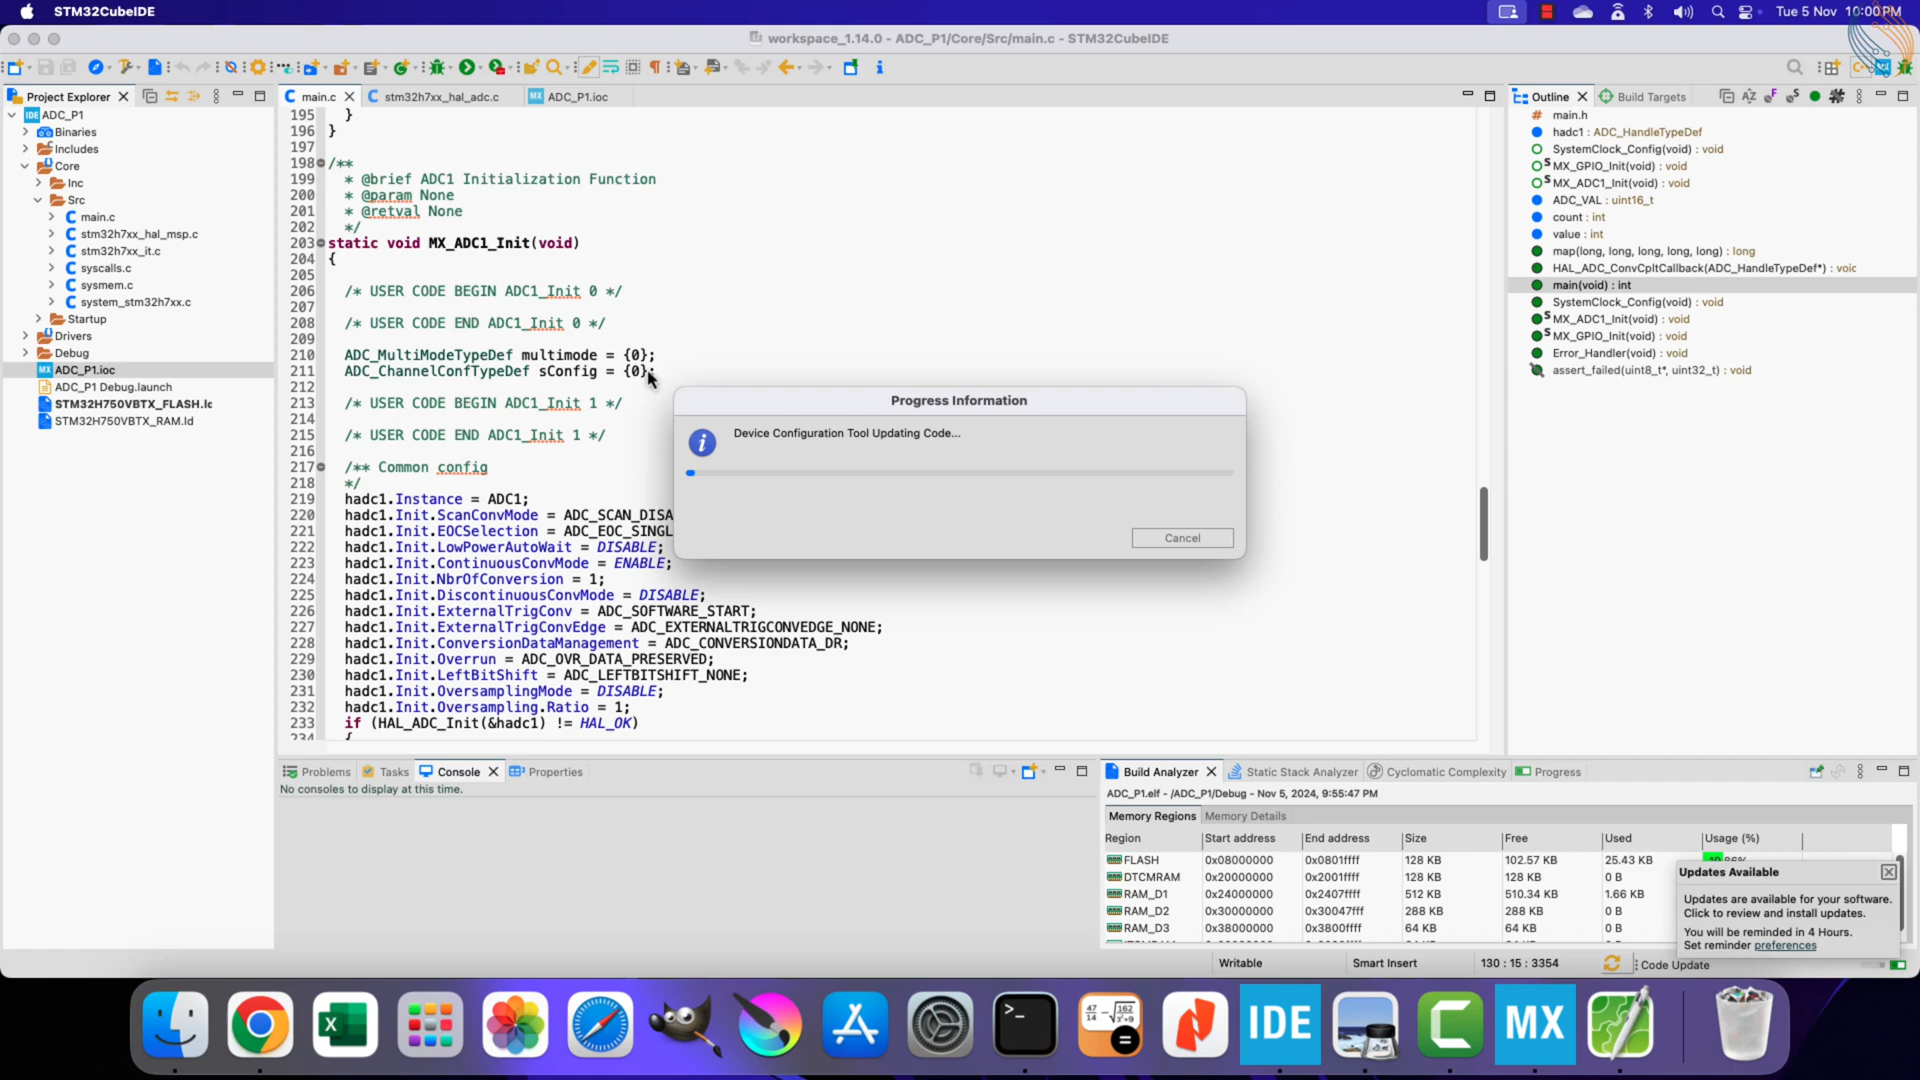 STM32CubeIDE
Tue 5 Nov 10:00PM
workspace_1.14.0 - ADC_P1/Core/Src/main.c - STM32CubeIDE
Project Explorer
main.c
stm32h7xx_hal_adc.c
MX ADC_P1.ioc
Outline
Build Targets
IDE ADC_P1
Binaries
Includes
Core
Inc
Src
main.c
stm32h7xx_hal_msp.c
stm32h7xx_it.c
syscalls.c
sysmem.c
system_stm32h7xx.c
Startup
Drivers
Debug
MX ADC_P1.ioc
ADC_P1 Debug.launch
STM32H750VBTX_FLASH.lc
STM32H750VBTX_RAM.ld
195 }
196 }
197
198 /**
199 * @brief ADC1 Initialization Function
200 * @param None
201 * @retval None
202 */
203 static void MX_ADC1_Init(void)
204 {
205
206 /* USER CODE BEGIN ADC1_Init 0 */
207
208 /* USER CODE END ADC1_Init 0 */
209
210 ADC_MultiModeTypeDef multimode = {0};
211 ADC_ChannelConfTypeDef sConfig = {0};
212
213 /* USER CODE BEGIN ADC1_Init 1 */
214
215 /* USER CODE END ADC1_Init 1 */
216
217 /** Common config
218 */
219 hadc1.Instance = ADC1;
220 hadc1.Init.ScanConvMode = ADC_SCAN_DISA
221 hadc1.Init.EOCSelection = ADC_EOC_SINGL
222 hadc1.Init.LowPowerAutoWait = DISABLE;
223 hadc1.Init.ContinuousConvMode = ENABLE;
224 hadc1.Init.NbrOfConversion = 1;
225 hadc1.Init.DiscontinuousConvMode = DISABLE;
226 hadc1.Init.ExternalTrigConv = ADC_SOFTWARE_START;
227 hadc1.Init.ExternalTrigConvEdge = ADC_EXTERNALTRIGCONVEDGE_NONE;
228 hadc1.Init.ConversionDataManagement = ADC_CONVERSIONDATA_DR;
229 hadc1.Init.Overrun = ADC_OVR_DATA_PRESERVED;
230 hadc1.Init.LeftBitShift = ADC_LEFTBITSHIFT_NONE;
231 hadc1.Init.OversamplingMode = DISABLE;
232 hadc1.Init.Oversampling.Ratio = 1;
233 if (HAL_ADC_Init(&hadc1) != HAL_OK)
234 {
Progress Information
Device Configuration Tool Updating Code...
Cancel
main.h
hadc1 : ADC_HandleTypeDef
SystemClock_Config(void) : void
MX_GPIO_Init(void) : void
MX_ADC1_Init(void) : void
ADC_VAL : uint16_t
count : int
value : int
map(long, long, long, long, long) : long
HAL_ADC_ConvCpltCallback(ADC_HandleTypeDef*) : voic
main(void) : int
SystemClock_Config(void) : void
MX_ADC1_Init(void) : void
MX_GPIO_Init(void) : void
Error_Handler(void) : void
assert_failed(uint8_t*, uint32_t) : void
Problems
Tasks
Console
Properties
No consoles to display at this time.
Build Analyzer
Static Stack Analyzer
Cyclomatic Complexity
Progress
ADC_P1.elf - /ADC_P1/Debug - Nov 5, 2024, 9:55:47 PM
Memory Regions
Memory Details
Region Start address End address Size Free Used Usage (%)
FLASH 0x08000000 0x0801ffff 128 KB 102.57 KB 25.43 KB
DTCMRAM 0x20000000 0x2001ffff 128 KB 128 KB 0 B
RAM_D1 0x24000000 0x2407ffff 512 KB 510.34 KB 1.66 KB
RAM_D2 0x30000000 0x30047fff 288 KB 288 KB 0 B
RAM_D3 0x38000000 0x3800ffff 64 KB 64 KB 0 B
Updates Available
Updates are available for your software.
Click to review and install updates.
You will be reminded in 4 Hours.
Set reminder preferences
Writable
Smart Insert
130 : 15 : 3354
Code Update
IDE
MX